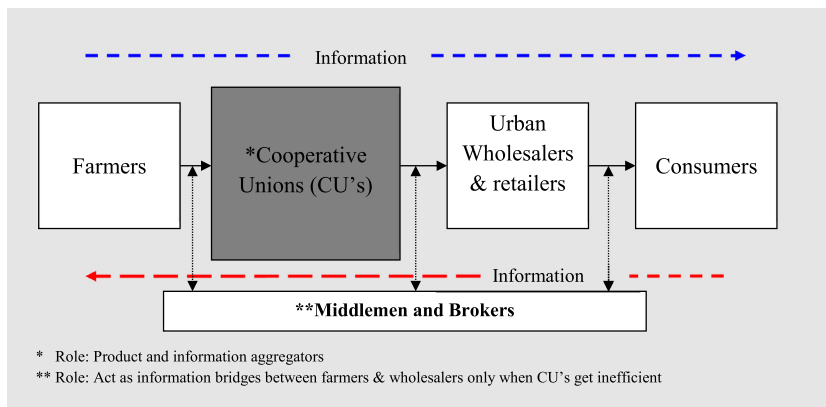 Information
Farmers
*Cooperative
Unions (CU's)
Urban
Wholesalers
& retailers
Consumers
Information
**Middlemen and Brokers
* Role: Product and information aggregators
** Role: Act as information bridges between farmers & wholesalers only when CU's get inefficient